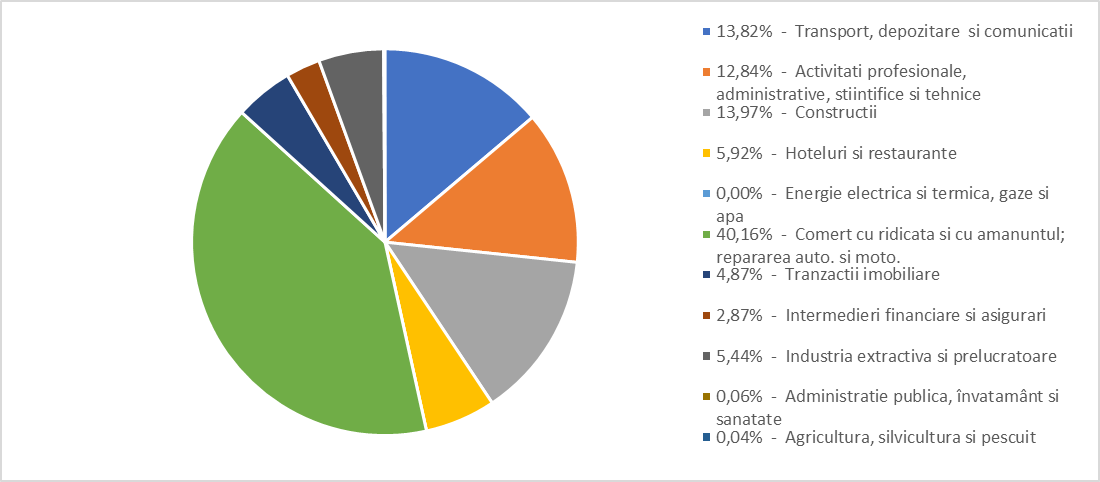 13,82% - Transport, depozitare si comunicatii
12,84% - Activitati profesionale,
administrative, stiintifice si tehnice
13,97% - Constructii
5,92% - Hoteluri si restaurante
0,00% - Energie electrica si termica, gaze si
apa
40,16% - Comert cu ridicata si cu amanuntul;
repararea auto. si moto.
4,87% - Tranzactii imobiliare
2,87% - Intermedieri financiare si asigurari
5,44% - Industria extractiva si prelucratoare
0,06% - Administratie publica, învatamânt si
sanatate
0,04% - Agricultura, silvicultura si pescuit